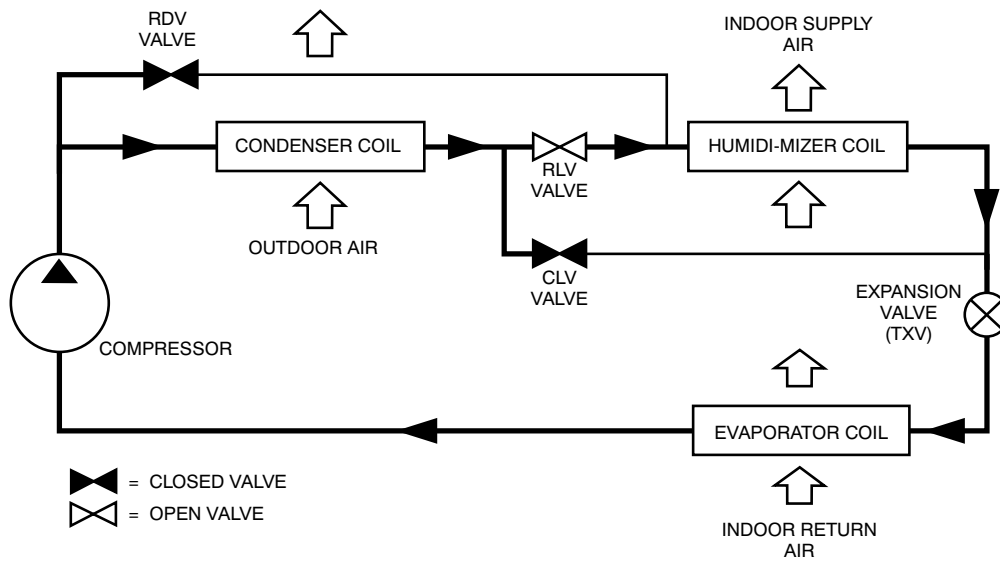 RDV
VALVE
INDOOR SUPPLY
AIR
CONDENSER COIL
RLV
VALVE
HUMIDI-MIZER COIL
OUTDOOR AIR
CLV
VALVE
EXPANSION
VALVE
(TXV)
COMPRESSOR
EVAPORATOR COIL
= CLOSED VALVE
= OPEN VALVE
INDOOR RETURN
AIR